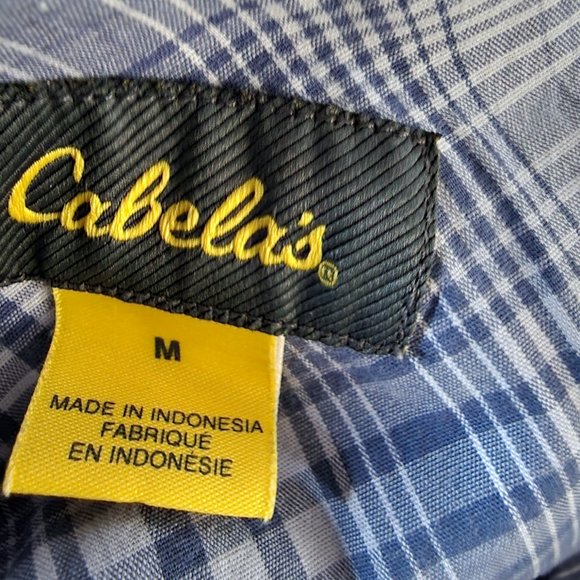 Cabela's®
M
MADE IN INDONESIA
FABRIQUÉ
EN INDONÉSIE